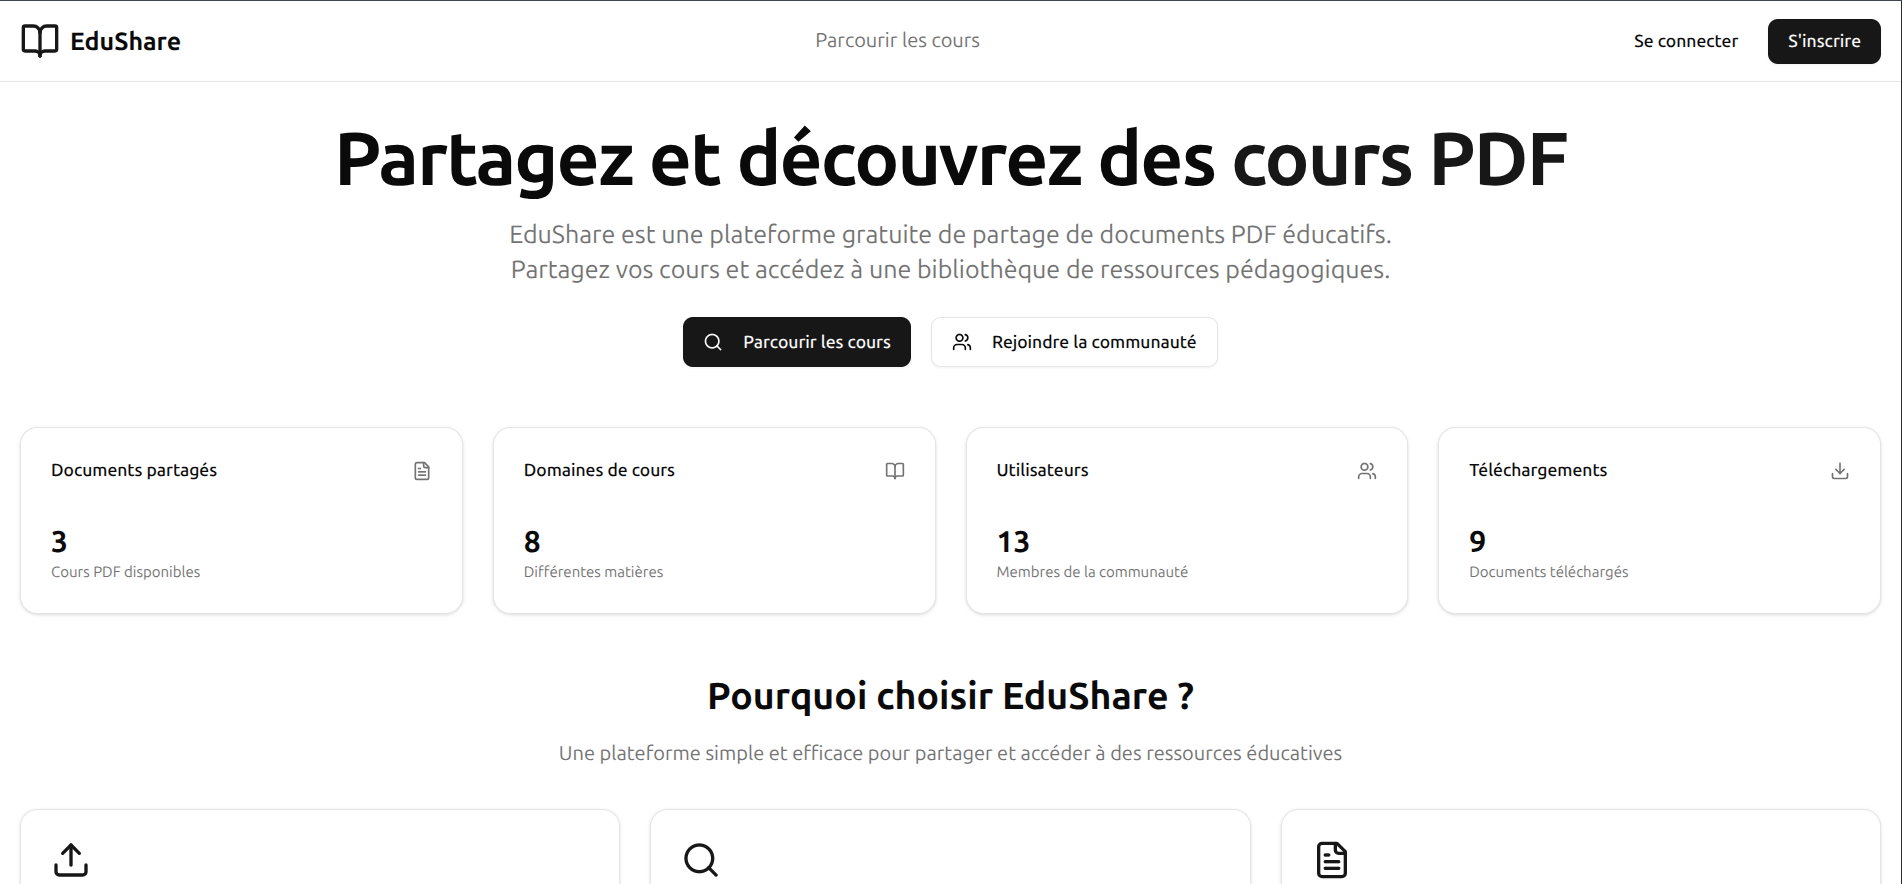 EduShare
Parcourir les cours
Se connecter
S'inscrire
Partagez et découvrez des cours PDF
EduShare est une plateforme gratuite de partage de documents PDF éducatifs.
Partagez vos cours et accédez à une bibliothèque de ressources pédagogiques.
Parcourir les cours
Rejoindre la communauté
Documents partagés
3
Cours PDF disponibles
Domaines de cours
8
Différentes matières
Utilisateurs
13
Membres de la communauté
Téléchargements
9
Documents téléchargés
Pourquoi choisir EduShare ?
Une plateforme simple et efficace pour partager et accéder à des ressources éducatives